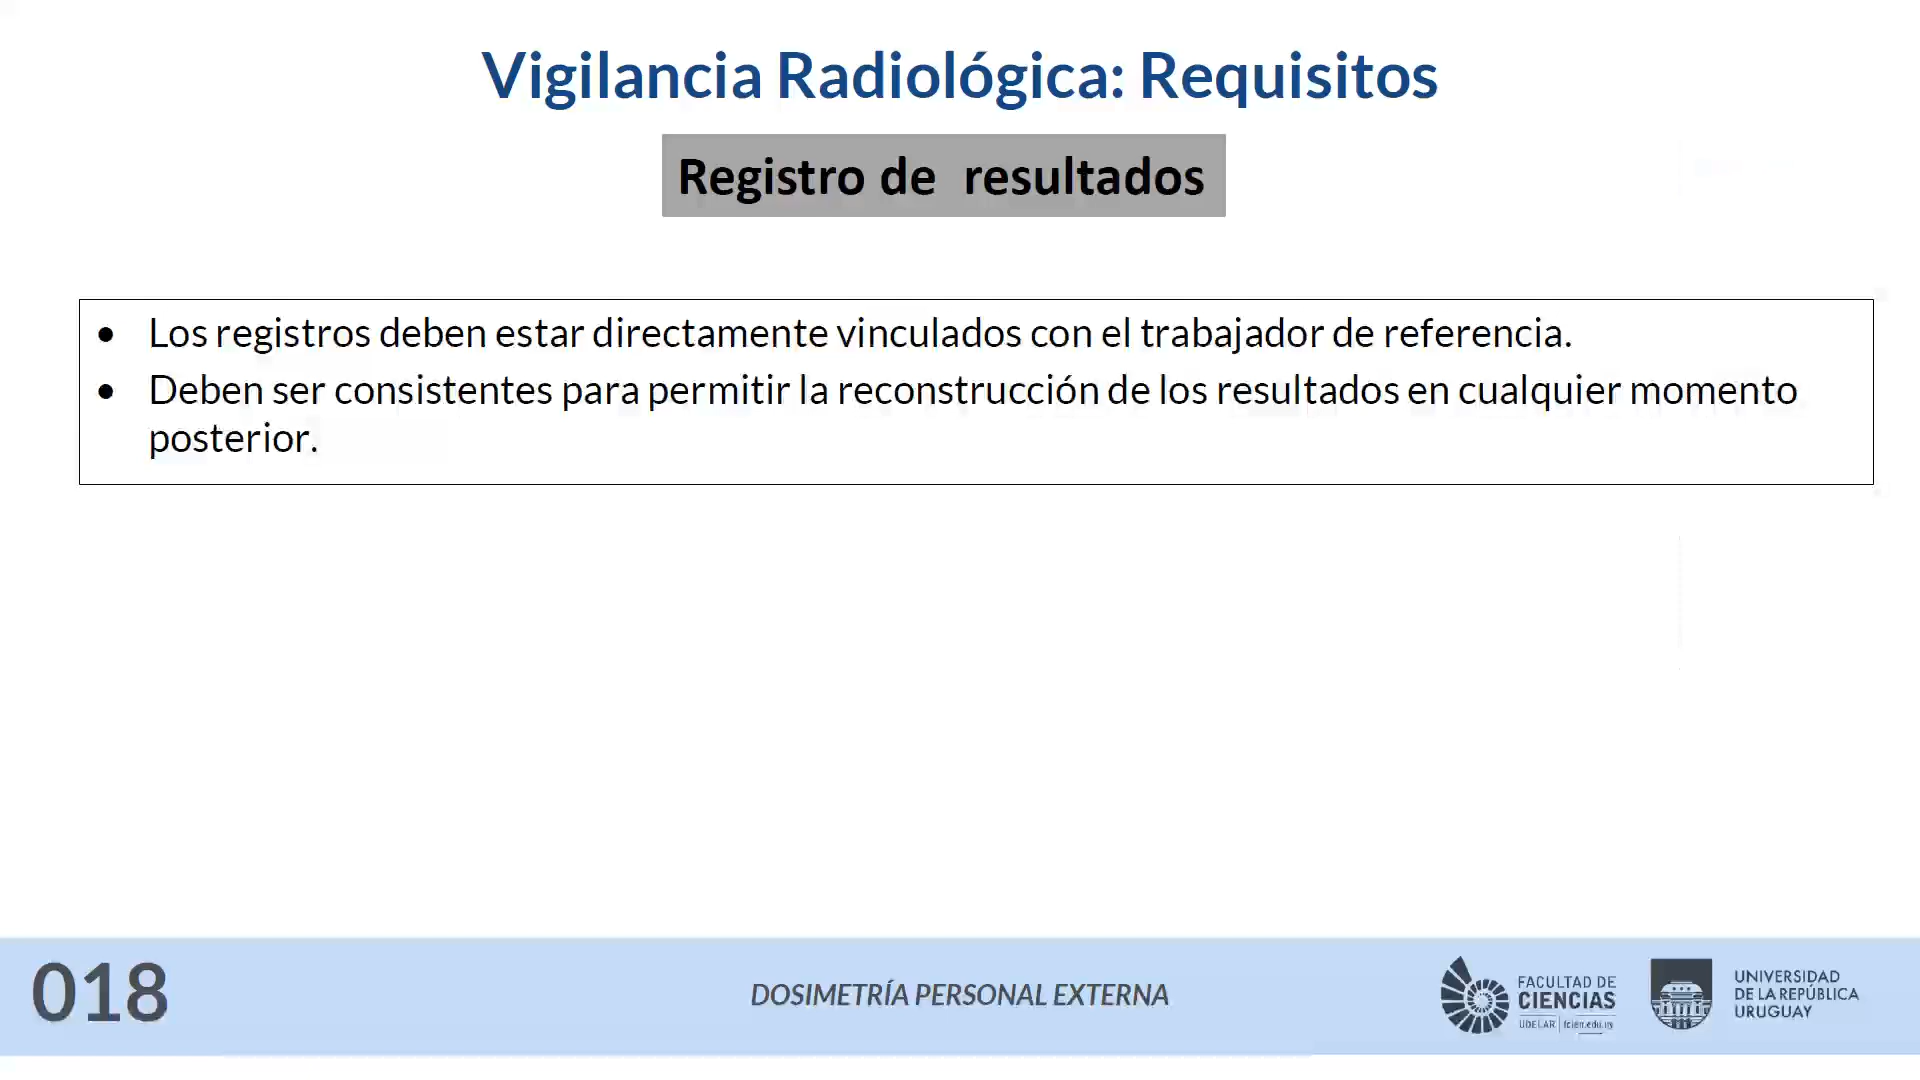 Vigilancia Radiológica: Requisitos
Registro de  resultados
• Los registros deben estar directamente vinculados con el trabajador de referencia.
• Deben ser consistentes para permitir la reconstrucción de los resultados en cualquier momento
posterior.
018
DOSIMETRÍA PERSONAL EXTERNA
FACULTAD DE
CIENCIAS
UDELAR | fcien.edu.uy
UNIVERSIDAD
DE LA REPÚBLICA
URUGUAY